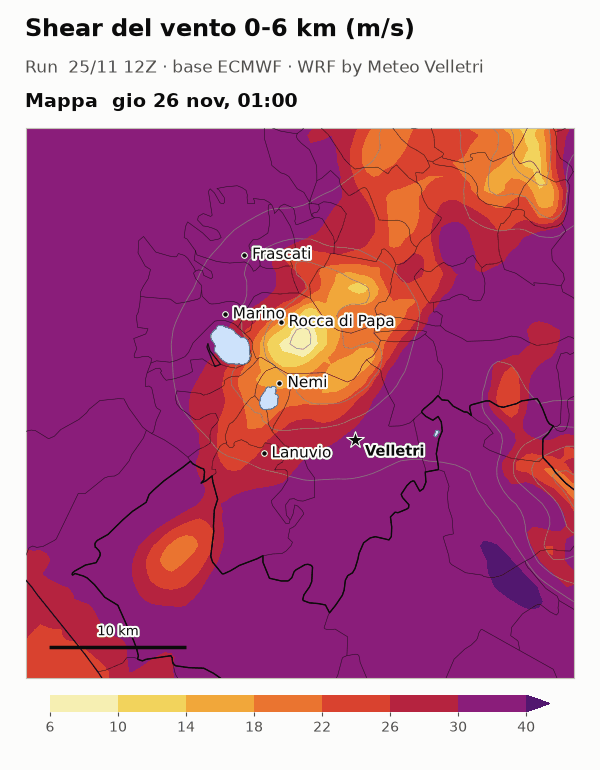 Shear del vento 0-6 km (m/s)
Run  25/11 12Z · base ECMWF · WRF by Meteo Velletri
Mappa  gio 26 nov, 01:00
Frascati
Marino
Rocca di Papa
Nemi
Velletri
Lanuvio
10 km
6 10 14 18 22 26 30 40